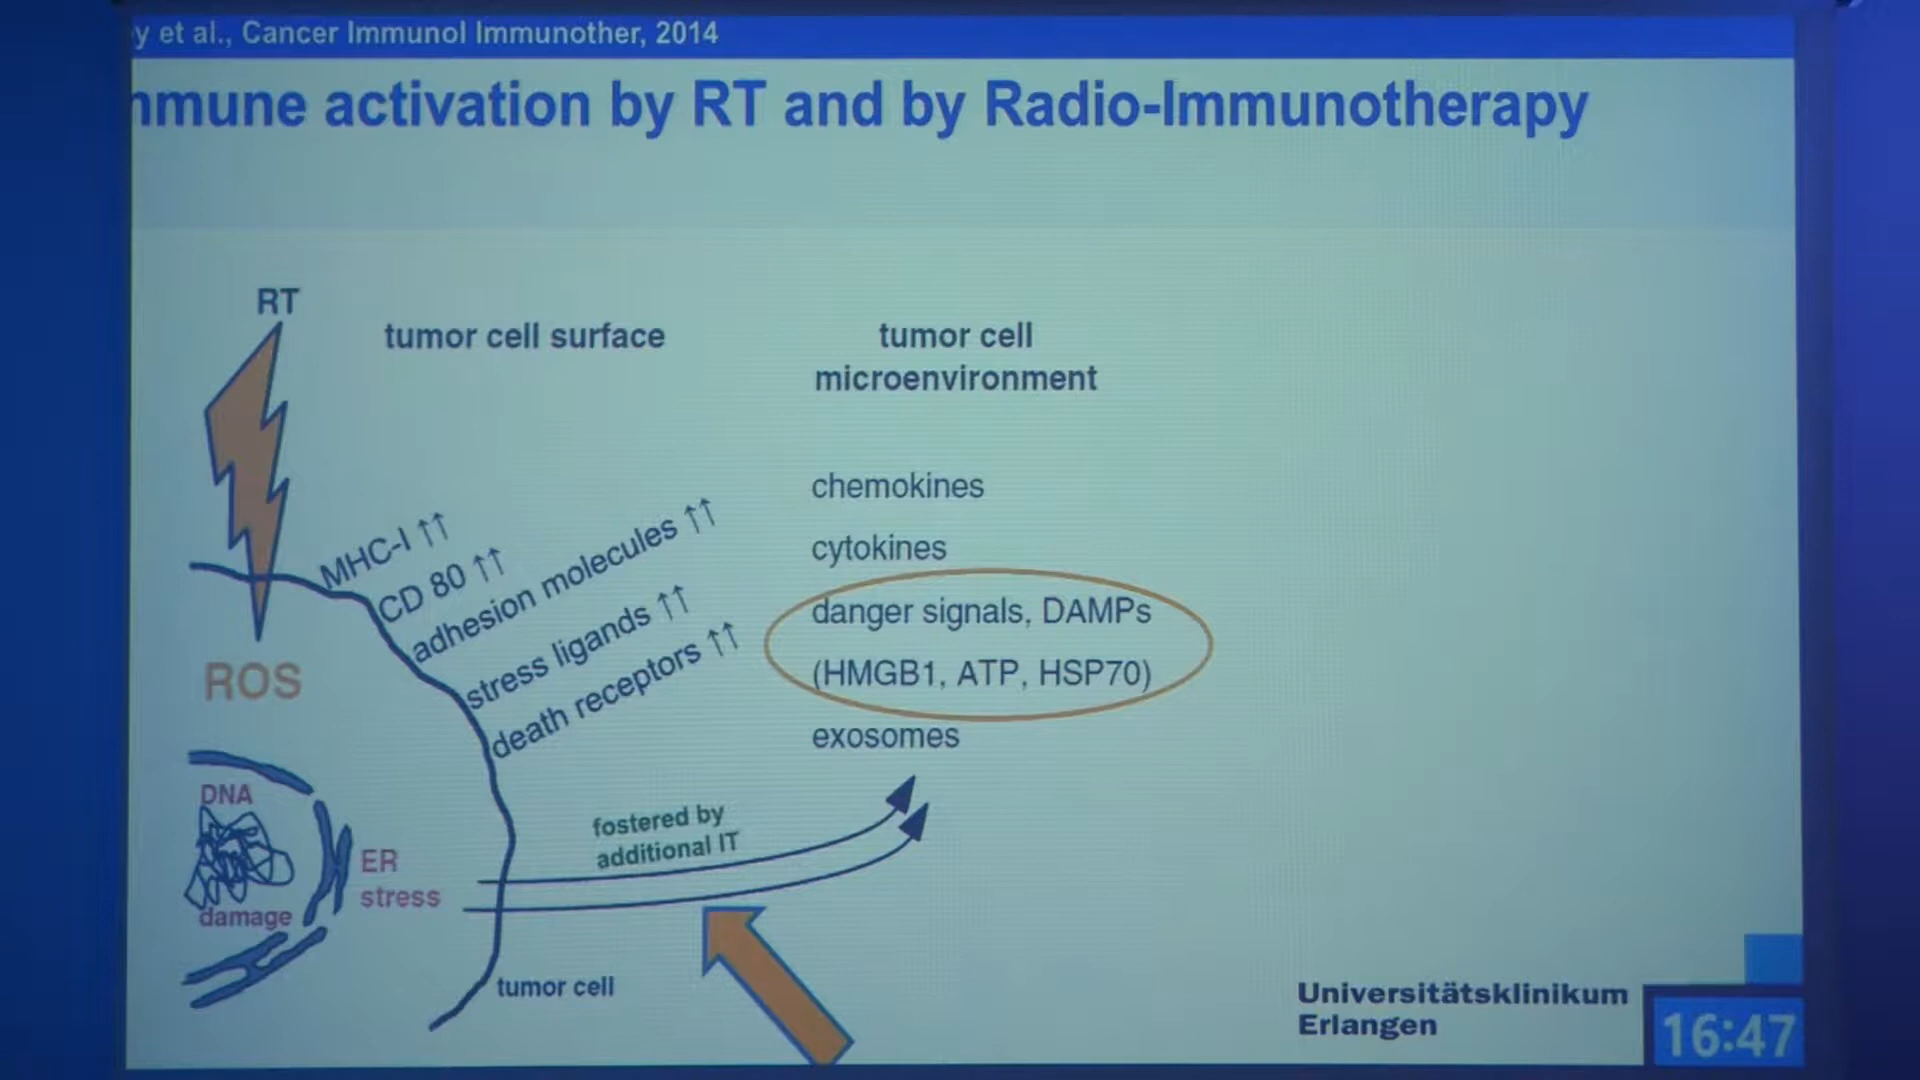 et al., Cancer Immunol Immunother, 2014
activation by RT and by Radio-Immunotherapy
RT
tumor cell surface
tumor cell
microenvironment
MHC-I ↑↑
CD 80 ↑↑
adhesion molecules ↑↑
stress ligands ↑↑
death receptors ↑↑
chemokines
cytokines
danger signals, DAMPs
(HMGB1, ATP, HSP70)
exosomes
ROS
DNA
damage
ER
stress
fostered by
additional IT
tumor cell
Universitätsklinikum
Erlangen
16:47